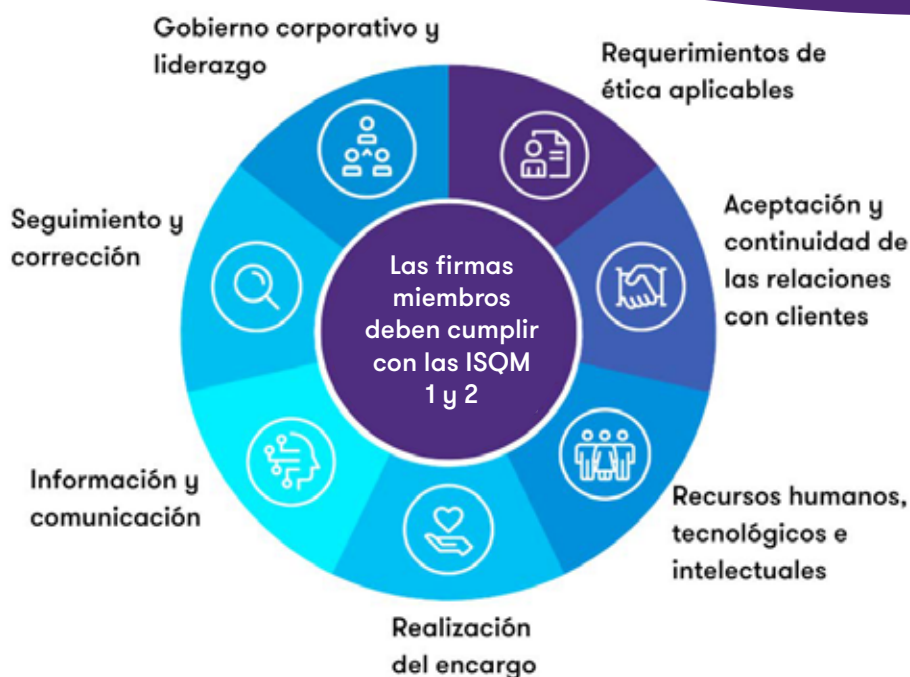 Gobierno corporativo y
liderazgo
Requerimientos de
ética aplicables
Aceptación y
continuidad de
las relaciones
con clientes
Recursos humanos,
tecnológicos e
intelectuales
Realización
del encargo
Información y
comunicación
Seguimiento y
corrección
Las firmas
miembros
deben cumplir
con las ISQM
1 y 2